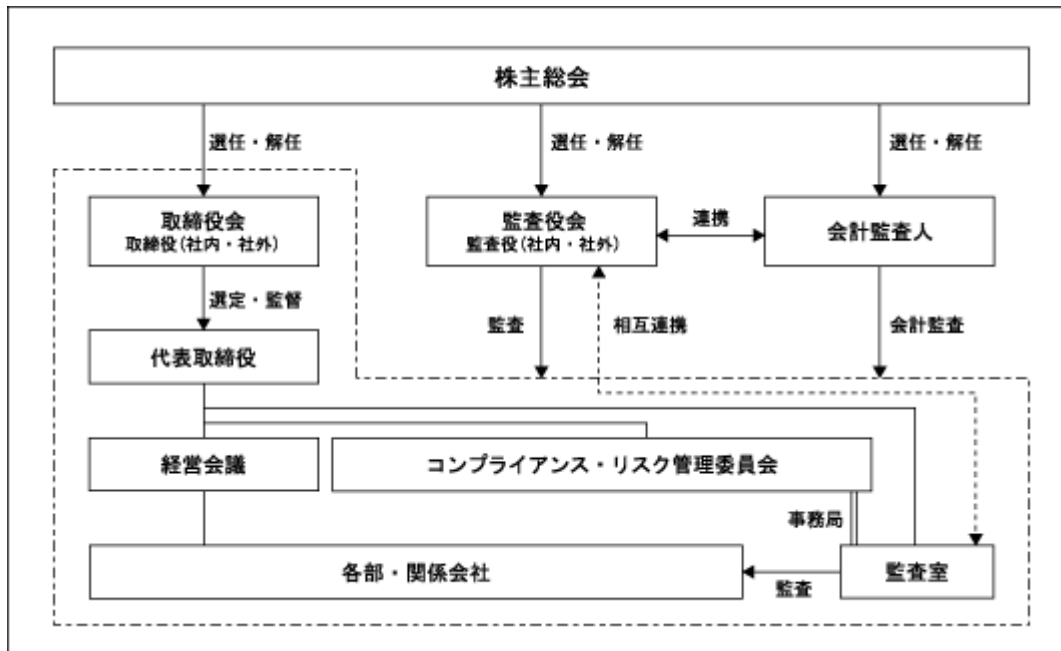 株主総会
選任・解任
選任・解任
選任・解任
取締役会
取締役(社内・社外)
監査役会
監査役(社内・社外)
連携
会計監査人
選定・監督
監査
相互連携
会計監査
代表取締役
経営会議
コンプライアンス・リスク管理委員会
事務局
各部・関係会社
監査
監査室